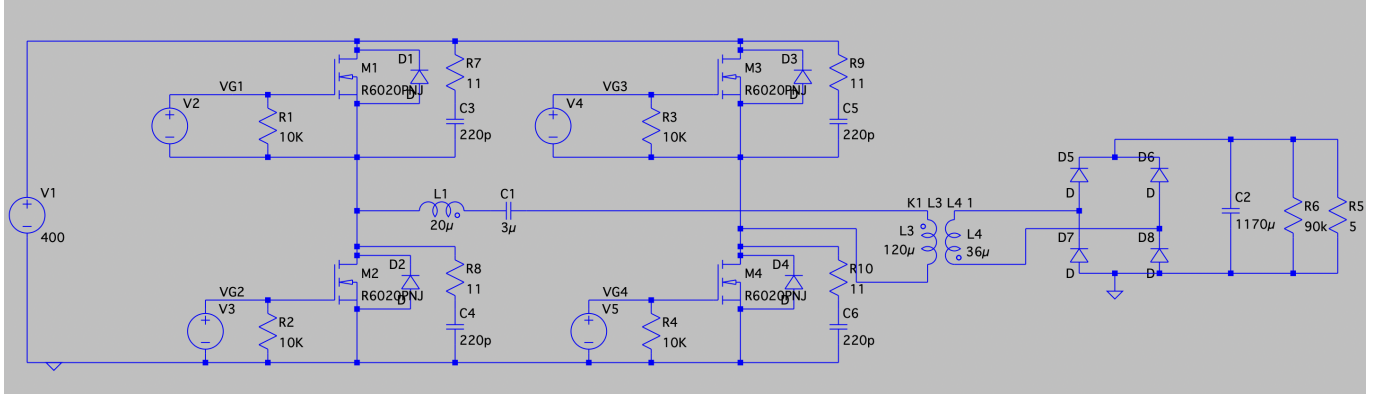 V1
400
VG1
V2
R1
10K
M1
R6020PNJ
D1
D
R7
11
C3
220p
VG3
V4
R3
10K
M3
R6020PNJ
D3
D
R9
11
C5
220p
L1
20µ
C1
3µ
VG2
V3
R2
10K
M2
R6020PNJ
D2
D
R8
11
C4
220p
VG4
V5
R4
10K
M4
R6020PNJ
D4
D
R10
11
C6
220p
K1 L3 L4 1
L3
120µ
L4
36µ
D5
D
D6
D
D7
D
D8
D
C2
1170µ
R6
90k
R5
5